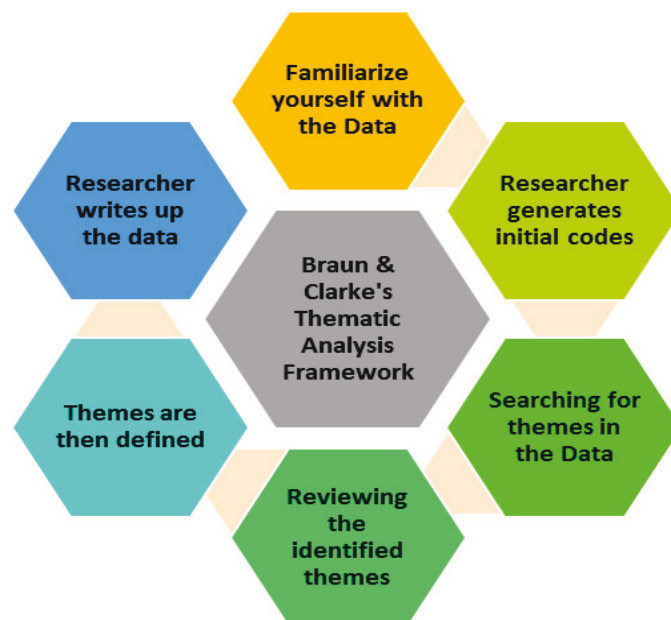 Familiarize
yourself with
the Data
Researcher
generates
initial codes
Searching for
themes in
the Data
Reviewing
the
identified
themes
Themes are
then defined
Researcher
writes up
the data
Braun &
Clarke's
Thematic
Analysis
Framework